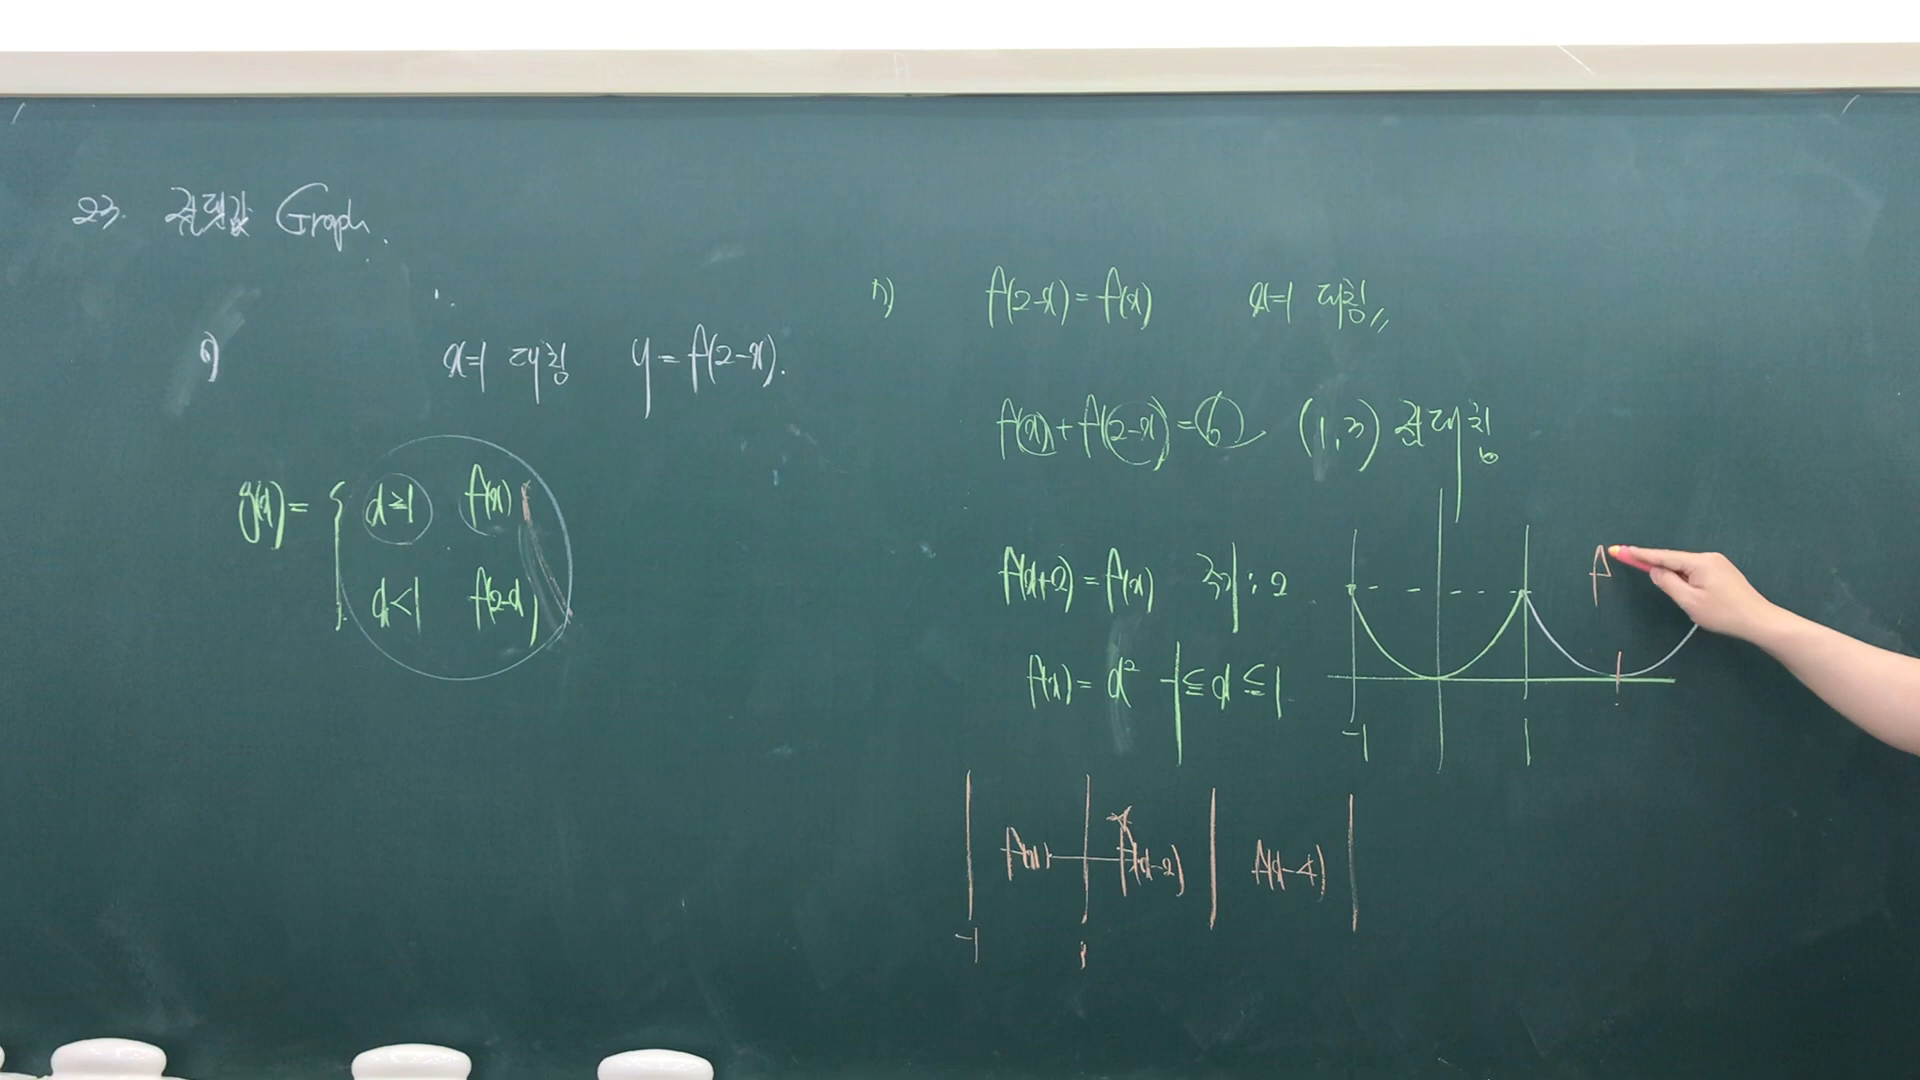 23. 절댓값 Graph.
1) x=1 대칭 y=f(2-x).
g(x)= { x≥1 f(x)
x<1 f(2-x)
n) f(2-x)=f(x) x=1 대칭
f(x)+f(2-x)=6 (1,3) 점대칭
f(x+2)=f(x) 주기:2
f(x)=x² -1≤x≤1
-1 1
f
f(x) f(x-2) f(x-4)
-1 1